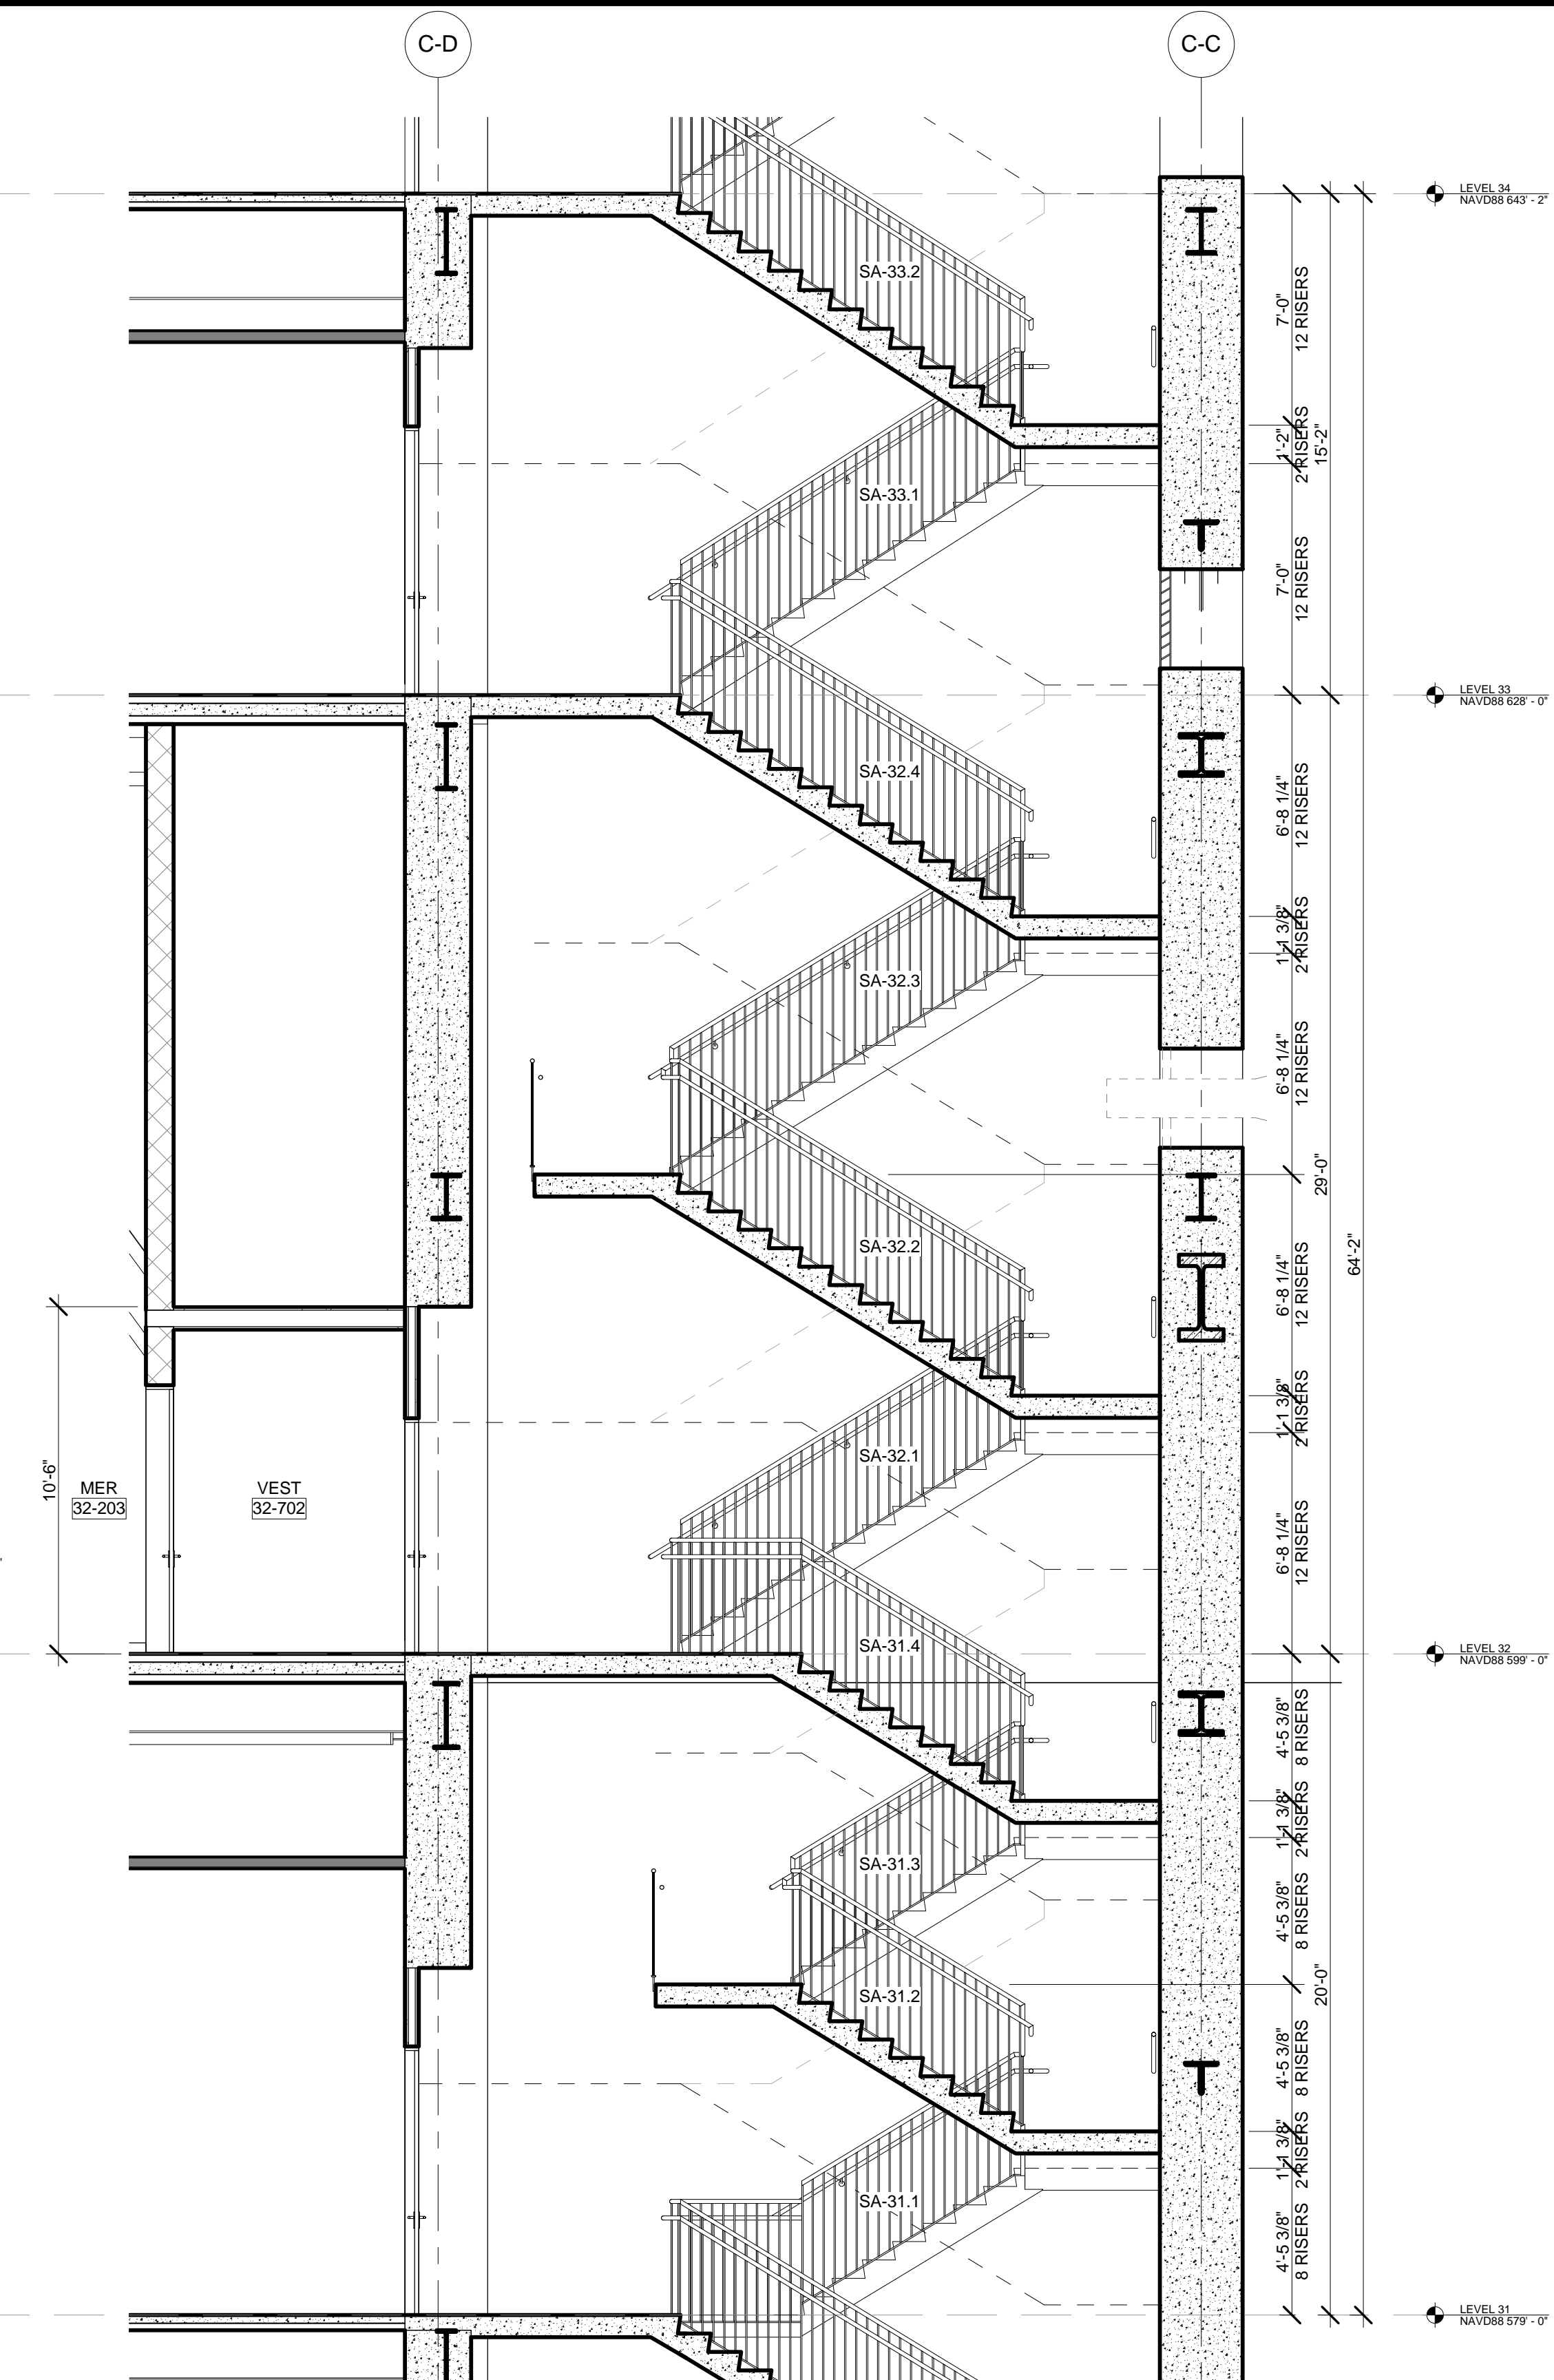 C-D
C-C
LEVEL 34
NAVD88 643' - 2"
SA-33.2
7'-0"
12 RISERS
1'-2"
2 RISERS
15'-2"
SA-33.1
7'-0"
12 RISERS
LEVEL 33
NAVD88 628' - 0"
SA-32.4
6'-8 1/4"
12 RISERS
1'-1 3/8"
2 RISERS
SA-32.3
6'-8 1/4"
12 RISERS
29'-0"
64'-2"
SA-32.2
6'-8 1/4"
12 RISERS
1'-1 3/8"
2 RISERS
SA-32.1
10'-6"
MER
32-203
VEST
32-702
6'-8 1/4"
12 RISERS
SA-31.4
LEVEL 32
NAVD88 599' - 0"
4'-5 3/8"
8 RISERS
1'-1 3/8"
2 RISERS
SA-31.3
4'-5 3/8"
8 RISERS
20'-0"
SA-31.2
4'-5 3/8"
8 RISERS
1'-1 3/8"
2 RISERS
SA-31.1
4'-5 3/8"
8 RISERS
LEVEL 31
NAVD88 579' - 0"